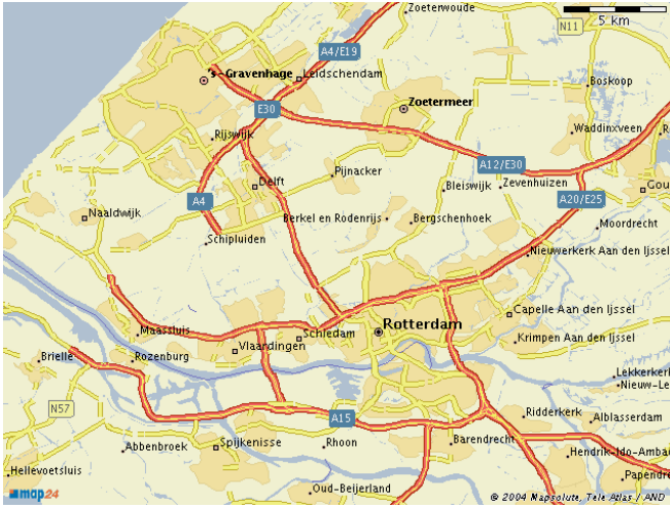 Zoeterwoude
N11
5 km
A4/E19
's-Gravenhage
Leidschendam
Boskoop
E30
Zoetermeer
Rijswijk
Waddinxveen
A12/E30
Pijnacker
Delft
Bleiswijk
Zevenhuizen
A4
A20/E25
Naaldwijk
Berkel en Rodenrijs
Bergschenhoek
Moordrecht
Schipluiden
Nieuwerkerk Aan den Ijssel
Capelle Aan den Ijssel
Maassluis
Rotterdam
Schiedam
Krimpen Aan den Ijssel
Vlaardingen
Brielle
Rozenburg
Lekkerkerk
Nieuw-Le
N57
A15
Ridderkerk
Alblasserdam
Barendrecht
Abbenbroek
Spijkenisse
Rhoon
Hendrik-Ido-Amba
Hellevoetsluis
Papendre
Oud-Beijerland
map24
© 2004 Mapsolute, Tele Atlas / AND